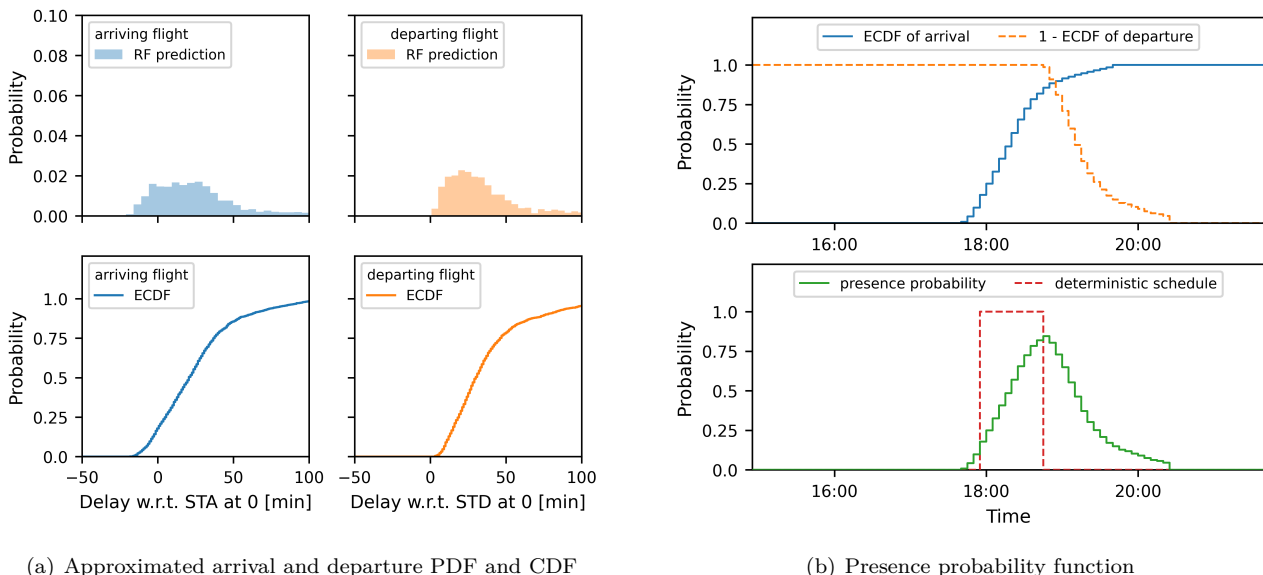 0.10
0.08
0.06
0.04
0.02
0.00
Probability
arriving flight
RF prediction
departing flight
RF prediction
1.0
0.75
0.5
0.25
0.0
Probability
arriving flight
ECDF
departing flight
ECDF
−50 0 50 100
−50 0 50 100
Delay w.r.t. STA at 0 [min]
Delay w.r.t. STD at 0 [min]
(a) Approximated arrival and departure PDF and CDF
ECDF of arrival 1 - ECDF of departure
1.0
0.75
0.5
0.25
0.0
Probability
16:00 18:00 20:00
presence probability deterministic schedule
1.0
0.75
0.5
0.25
0.0
Probability
16:00 18:00 20:00
Time
(b) Presence probability function